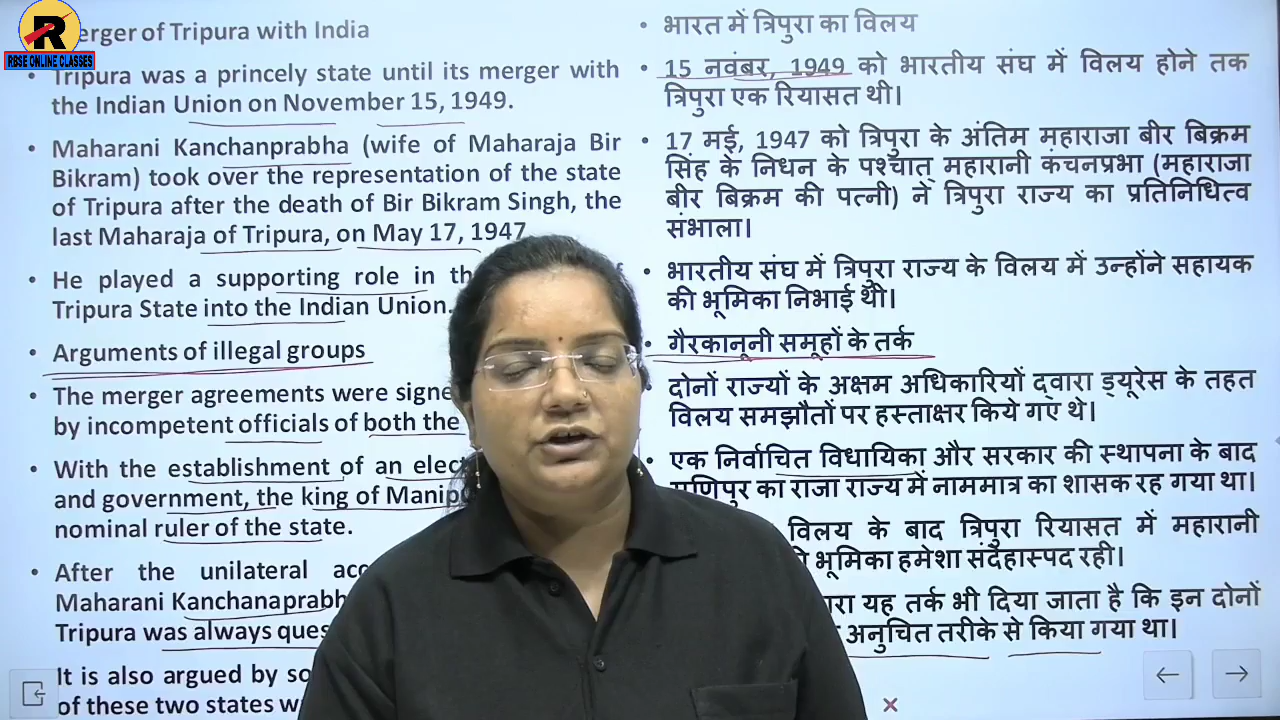 R
RBSE ONLINE CLASSES
Merger of Tripura with India
• Tripura was a princely state until its merger with
the Indian Union on November 15, 1949.
• Maharani Kanchanprabha (wife of Maharaja Bir
Bikram) took over the representation of the state
of Tripura after the death of Bir Bikram Singh, the
last Maharaja of Tripura, on May 17, 1947.
• He played a supporting role in
Tripura State into the Indian Union.
• Arguments of illegal groups
• The merger agreements were
by incompetent officials of both the
• With the establishment of an
and government, the king of
nominal ruler of the state.
• After the unilateral
Maharani
Tripura was always
It is also argued by
of these two states
• भारत में त्रिपुरा का विलय
• 15 नवंबर, 1949 को भारतीय संघ में विलय होने तक
त्रिपुरा एक रियासत थी।
• 17 मई, 1947 को त्रिपुरा के अंतिम महाराजा बीर बिक्रम
सिंह के निधन के पश्चात् महारानी कंचनप्रभा (महाराजा
बीर बिक्रम की पत्नी) ने त्रिपुरा राज्य का प्रतिनिधित्व
संभाला।
• भारतीय संघ में त्रिपुरा राज्य के विलय में उन्होंने सहायक
की भूमिका निभाई थी।
• गैरकानूनी समूहों के तर्क
दोनों राज्यों के अक्षम अधिकारियों द्वारा ड्यूरेस के तहत
विलय समझौतों पर हस्ताक्षर किये गए थे।
• एक निर्वाचित विधायिका और सरकार की स्थापना के बाद
मणिपुर का राजा राज्य में नाममात्र का शासक रह गया था।
विलय के बाद त्रिपुरा रियासत में महारानी
भूमिका हमेशा संदेहास्पद रही।
यह तर्क भी दिया जाता है कि इन दोनों
अनुचित तरीके से किया गया था।